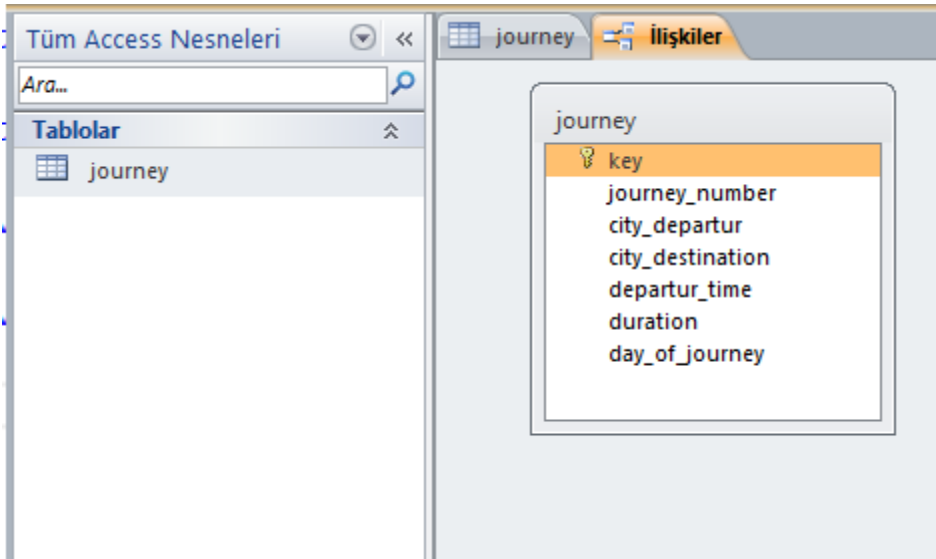 Tüm Access Nesneleri
Ara...
Tablolar
journey
journey
İlişkiler
journey
key
journey_number
city_departur
city_destination
departur_time
duration
day_of_journey